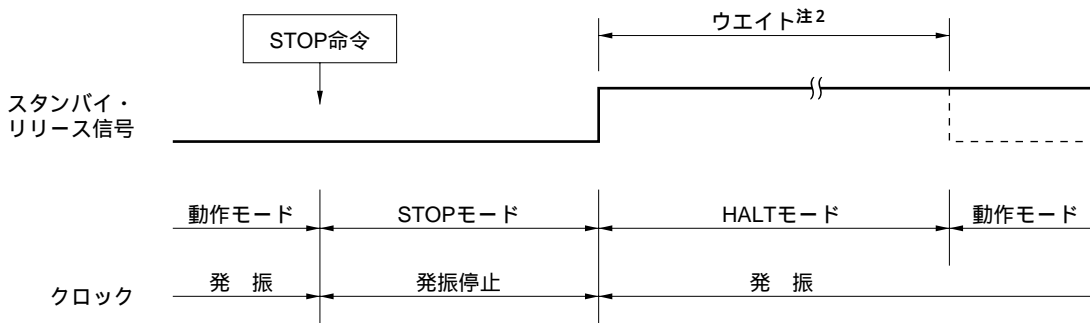 ウエイト注2
STOP命令
スタンバイ・
リリース信号
動作モード
STOPモード
HALTモード
動作モード
クロック
発 振
発振停止
発 振